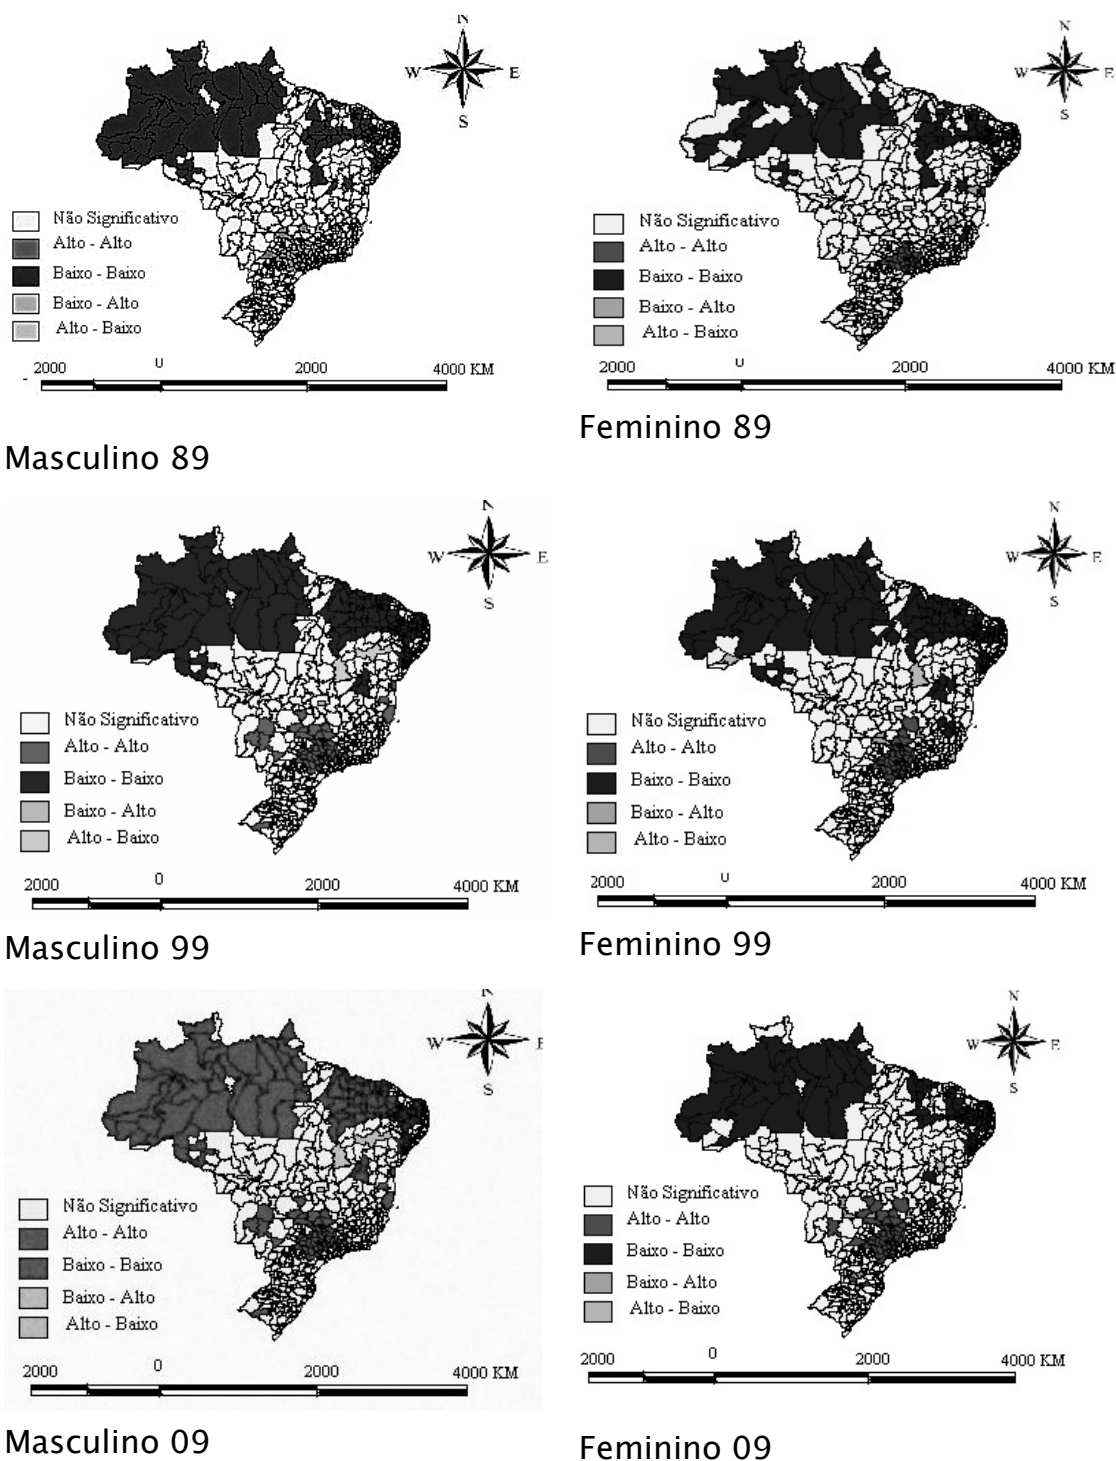 N
W E
S
Não Significativo
Alto - Alto
Baixo - Baixo
Baixo - Alto
Alto - Baixo
2000 0 2000 4000 KM
Masculino 89
N
W E
S
Não Significativo
Alto - Alto
Baixo - Baixo
Baixo - Alto
Alto - Baixo
2000 0 2000 4000 KM
Feminino 89
N
W E
S
Não Significativo
Alto - Alto
Baixo - Baixo
Baixo - Alto
Alto - Baixo
2000 0 2000 4000 KM
Masculino 99
N
W E
S
Não Significativo
Alto - Alto
Baixo - Baixo
Baixo - Alto
Alto - Baixo
2000 0 2000 4000 KM
Feminino 99
N
W E
S
Não Significativo
Alto - Alto
Baixo - Baixo
Baixo - Alto
Alto - Baixo
2000 0 2000 4000 KM
Masculino 09
N
W E
S
Não Significativo
Alto - Alto
Baixo - Baixo
Baixo - Alto
Alto - Baixo
2000 0 2000 4000 KM
Feminino 09